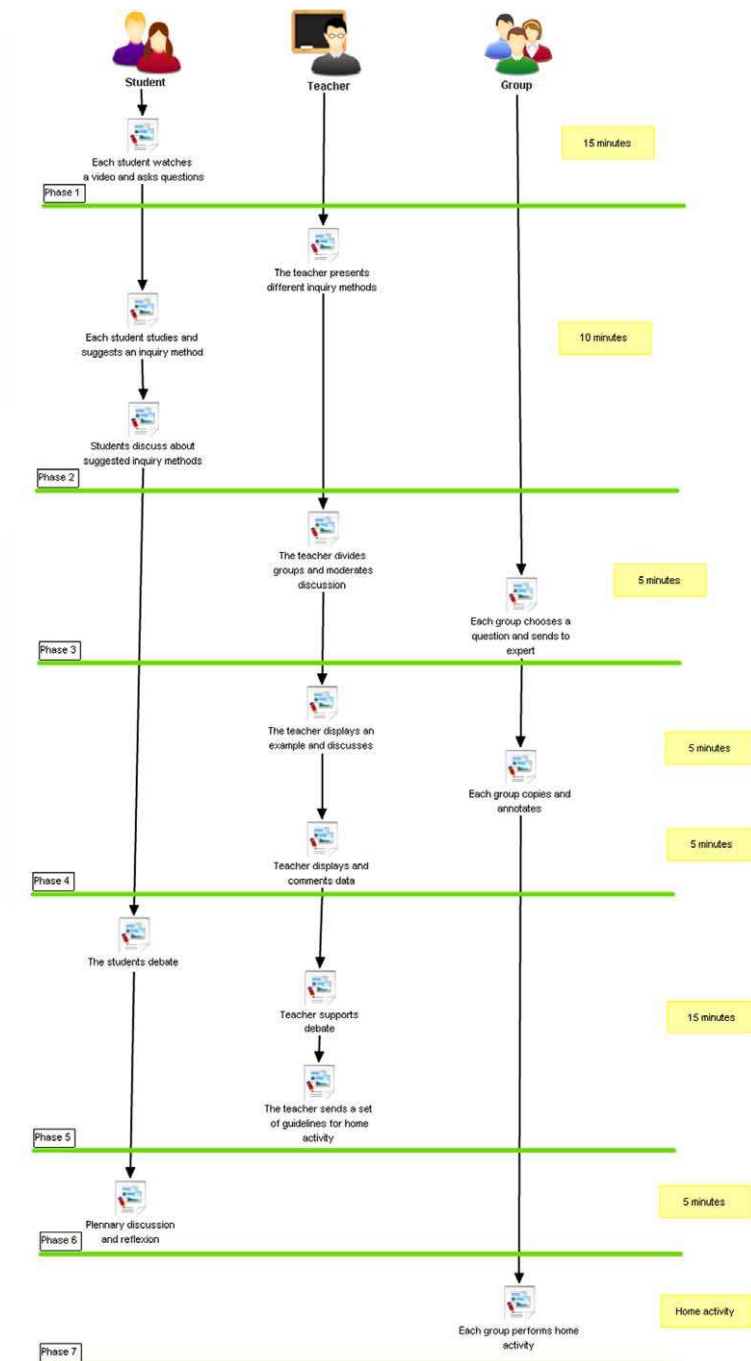 Student
Teacher
Group
15 minutes
Each student watches
a video and asks questions
Phase 1
The teacher presents
different inquiry methods
Each student studies and
suggests an inquiry method
10 minutes
Students discuss about
suggested inquiry methods
Phase 2
The teacher divides
groups and moderates
discussion
5 minutes
Each group chooses a
question and sends to
expert
Phase 3
The teacher displays an
example and discusses
5 minutes
Each group copies and
annotates
5 minutes
Teacher displays and
comments data
Phase 4
The students debate
Teacher supports
debate
15 minutes
The teacher sends a set
of guidelines for home
activity
Phase 5
Plennary discussion
and reflexion
5 minutes
Phase 6
Each group performs home
activity
Home activity
Phase 7